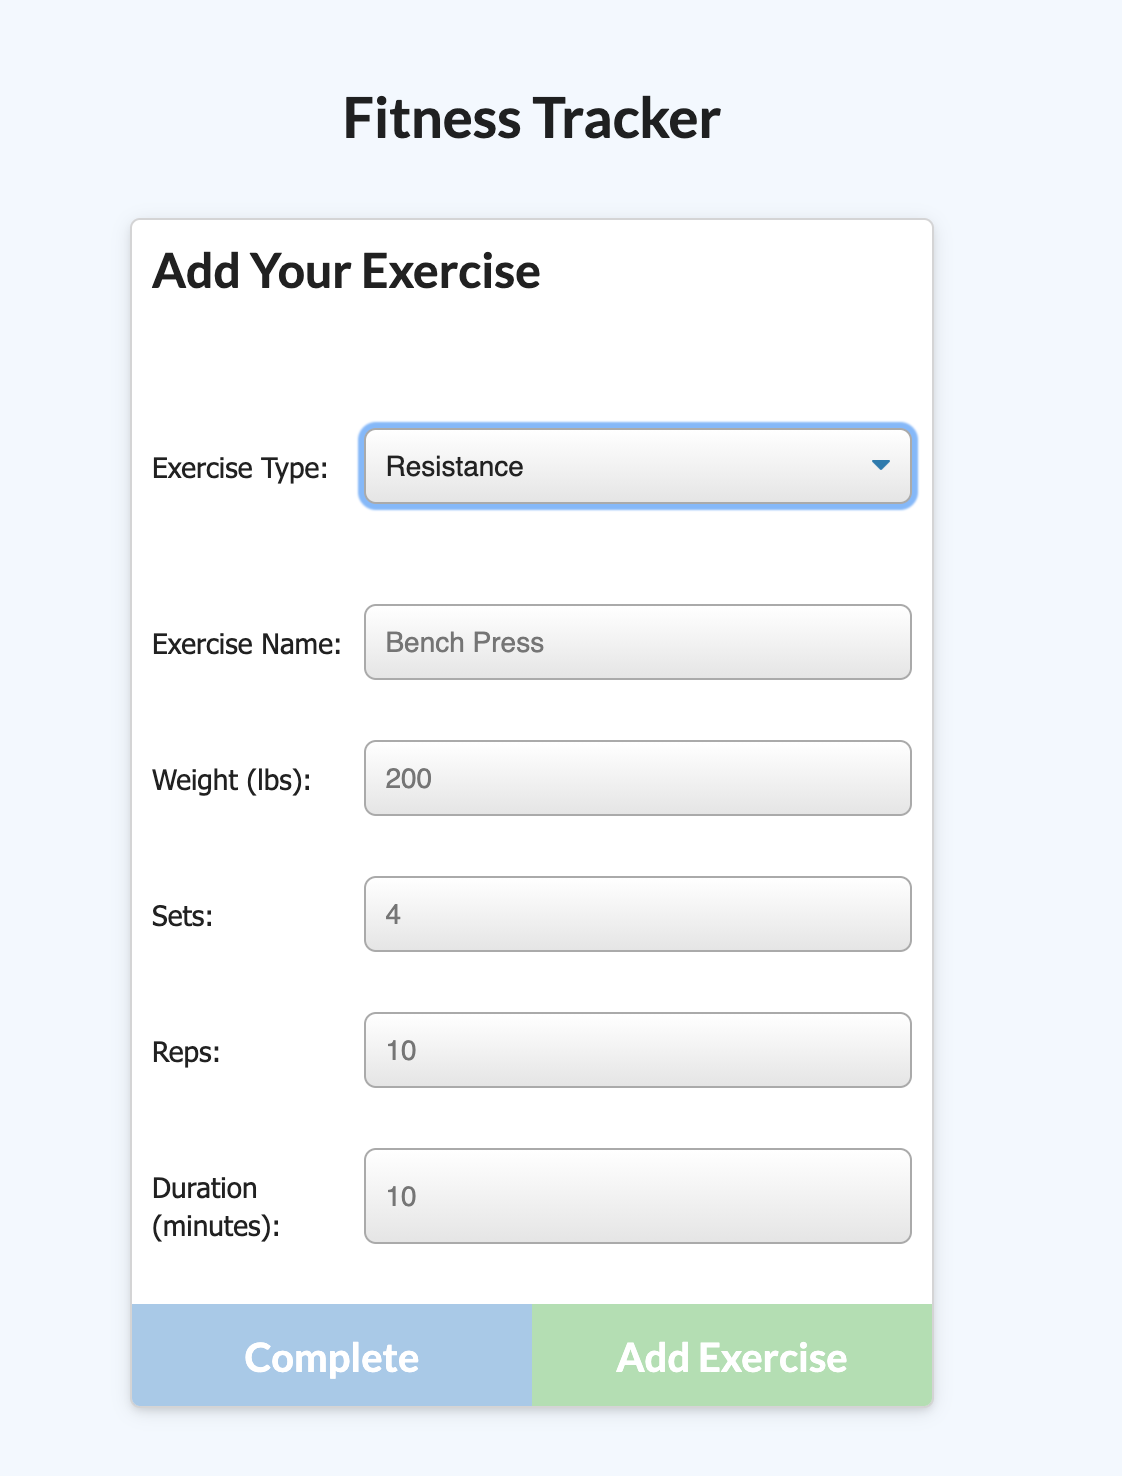 Fitness Tracker
Add Your Exercise
Exercise Type: Resistance
Exercise Name: Bench Press
Weight (lbs): 200
Sets: 4
Reps: 10
Duration
(minutes): 10
Complete Add Exercise